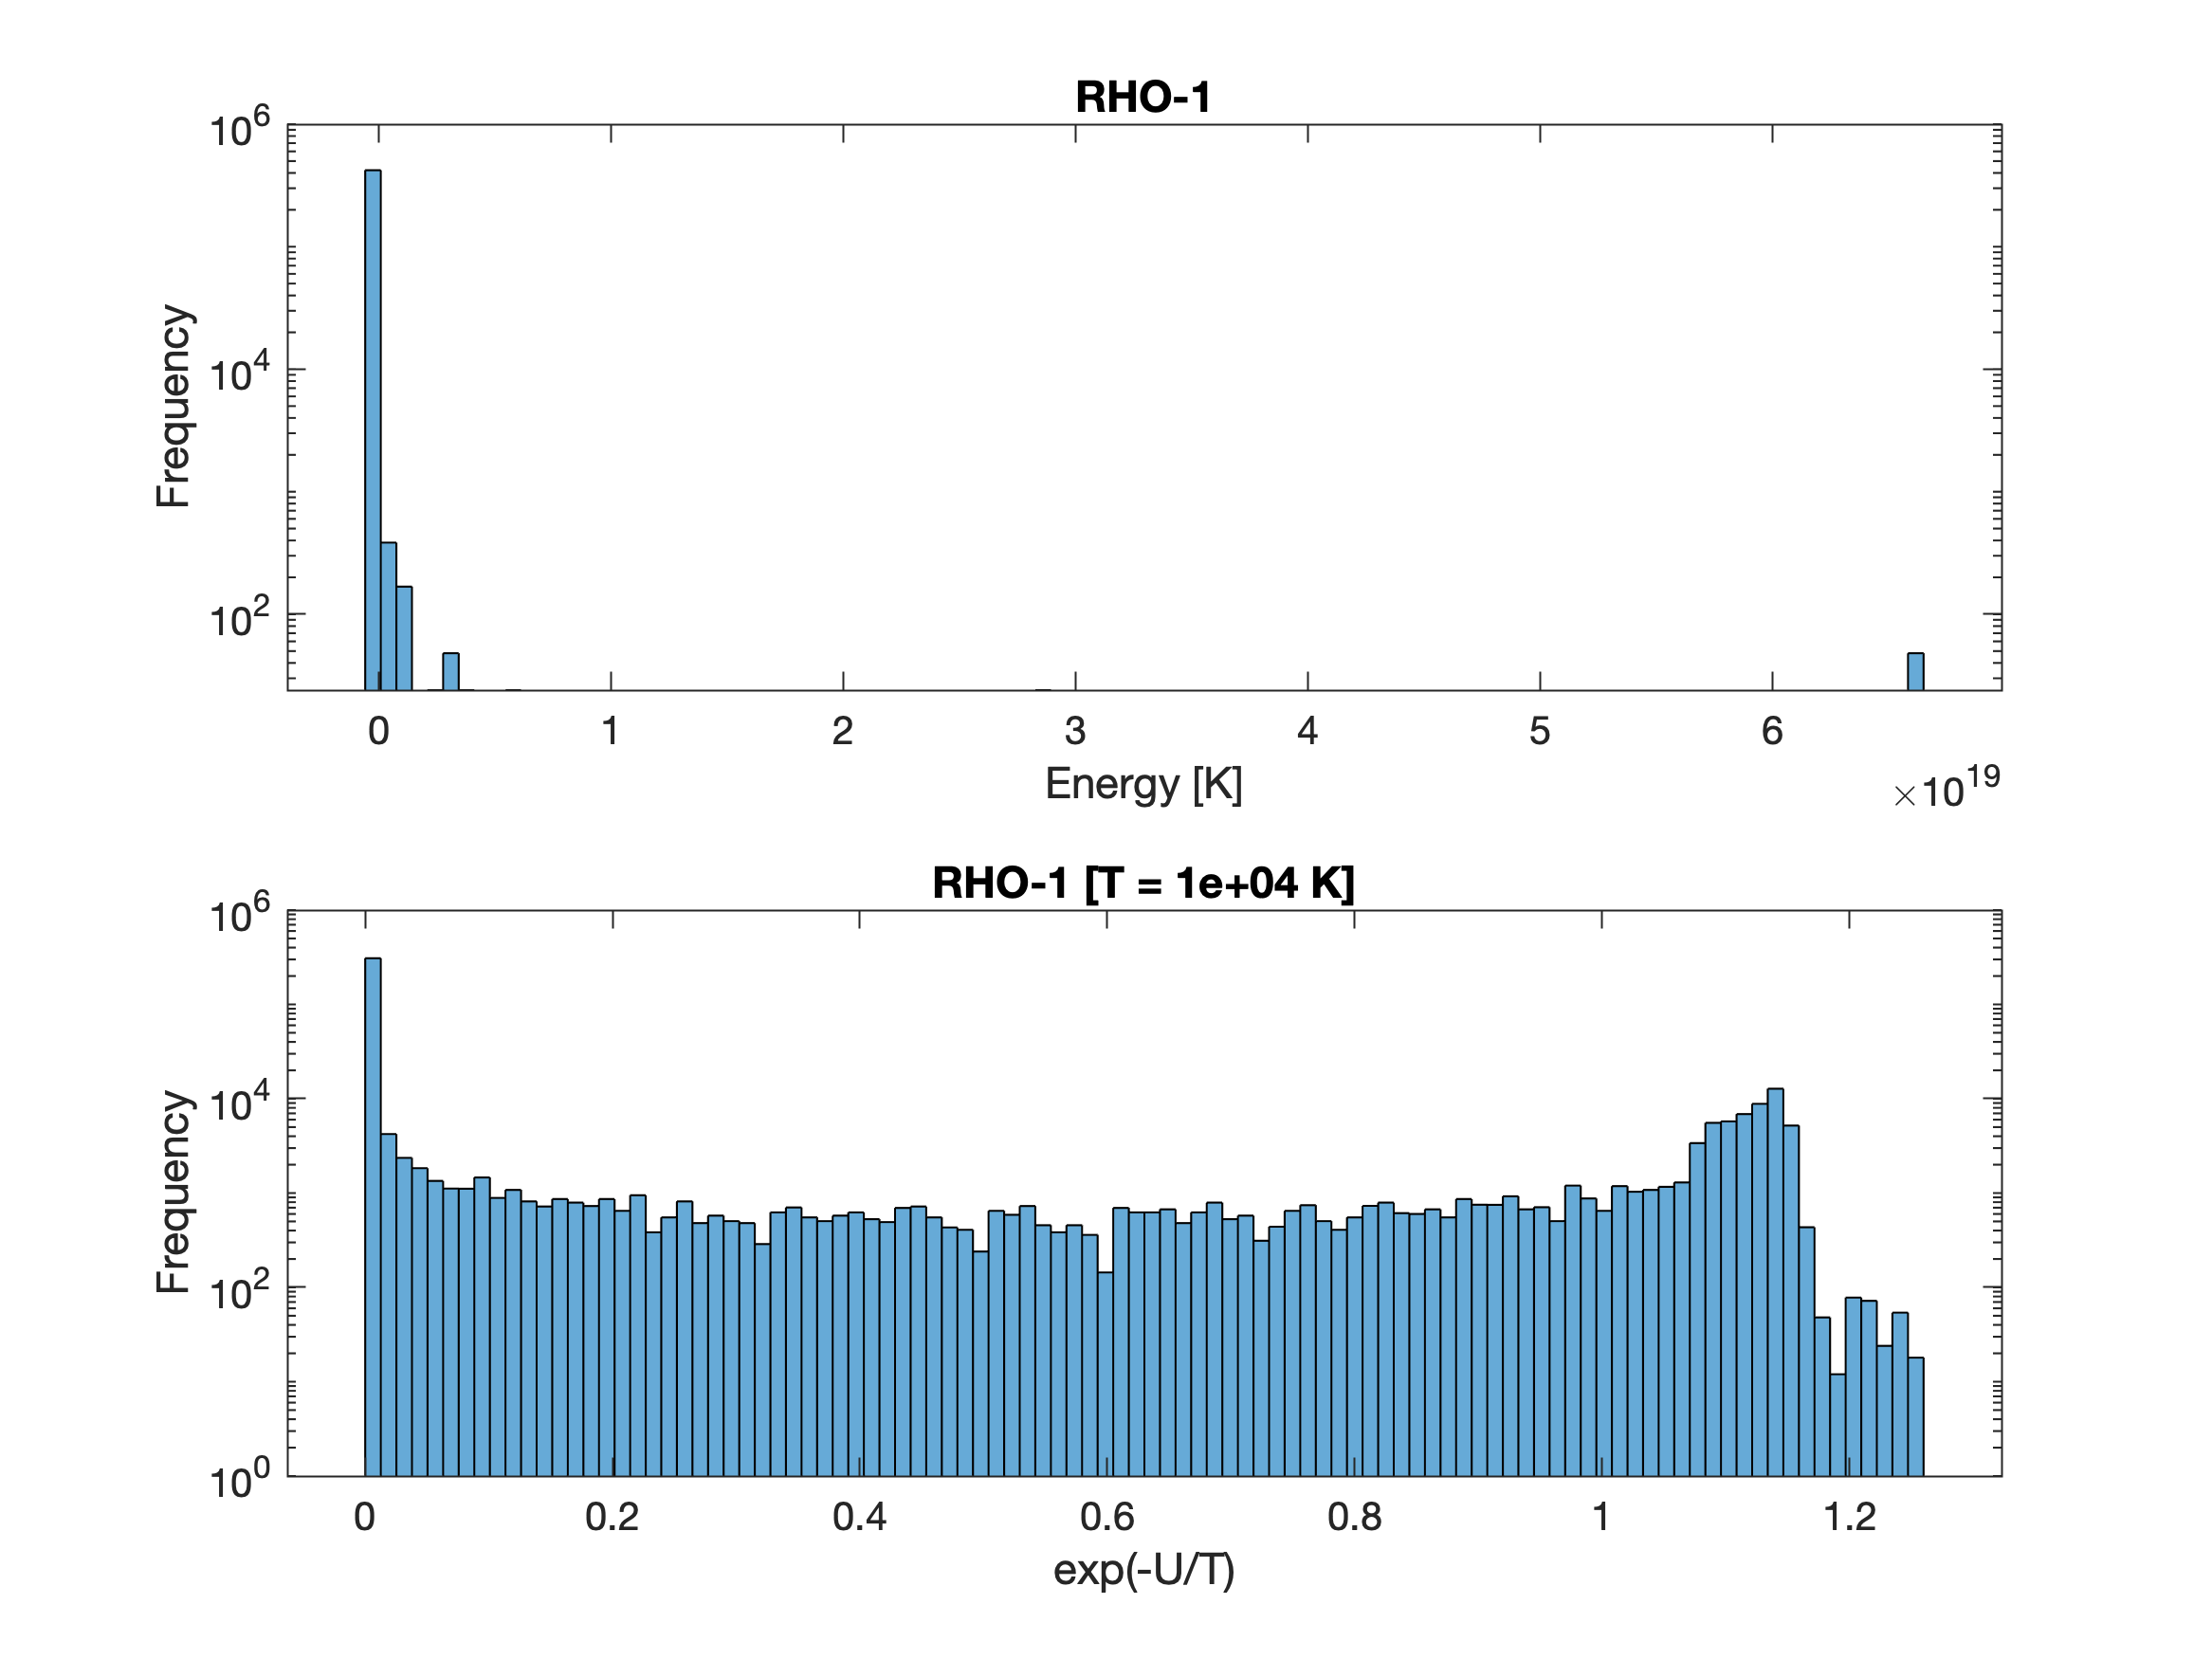 RHO-1
10^6
10^4
10^2
Frequency
0 1 2 3 4 5 6
Energy [K]
×10^19
RHO-1 [T = 1e+04 K]
10^6
10^4
10^2
10^0
Frequency
0 0.2 0.4 0.6 0.8 1 1.2
exp(-U/T)